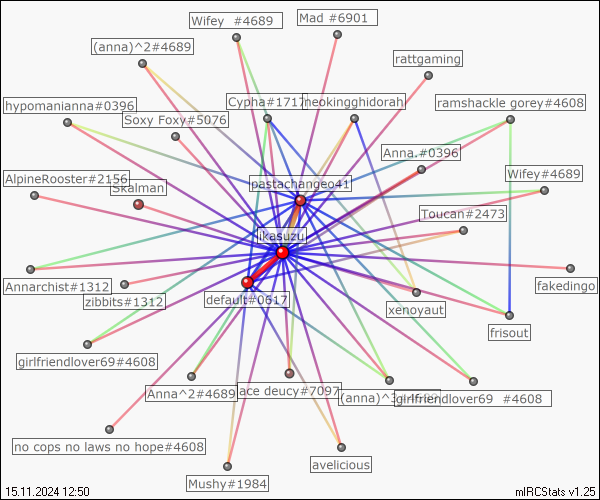 Wifey  #4689
Mad #6901
(anna)^2#4689
rattgaming
hypomanianna#0396
Cypha#1717
neokingghidorah
ramshackle gorey#4608
Soxy Foxy#5076
Anna.#0396
AlpineRooster#2156
Skalman
pastachangeo41
Wifey#4689
Toucan#2473
ikasuzu
Annarchist#1312
zibbits#1312
default#0617
fakedingo
xenoyaut
frisout
girlfriendlover69#4608
Anna^2#4689
ace deucy#7097
girlfriendlover69  #4608
no cops no laws no hope#4608
avelicious
Mushy#1984
15.11.2024 12:50
mIRCStats v1.25